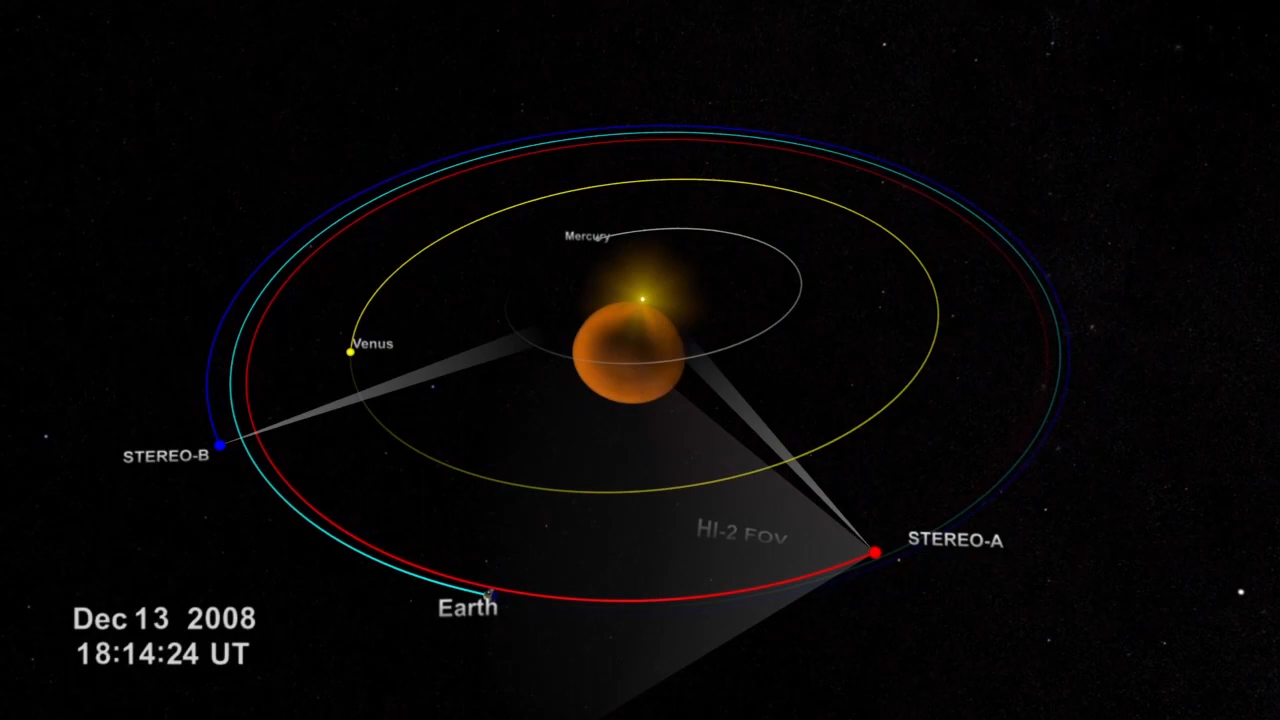 Mercury
Venus
STEREO-B
HI-2 FOV
STEREO-A
Earth
Dec 13 2008
18:14:24 UT